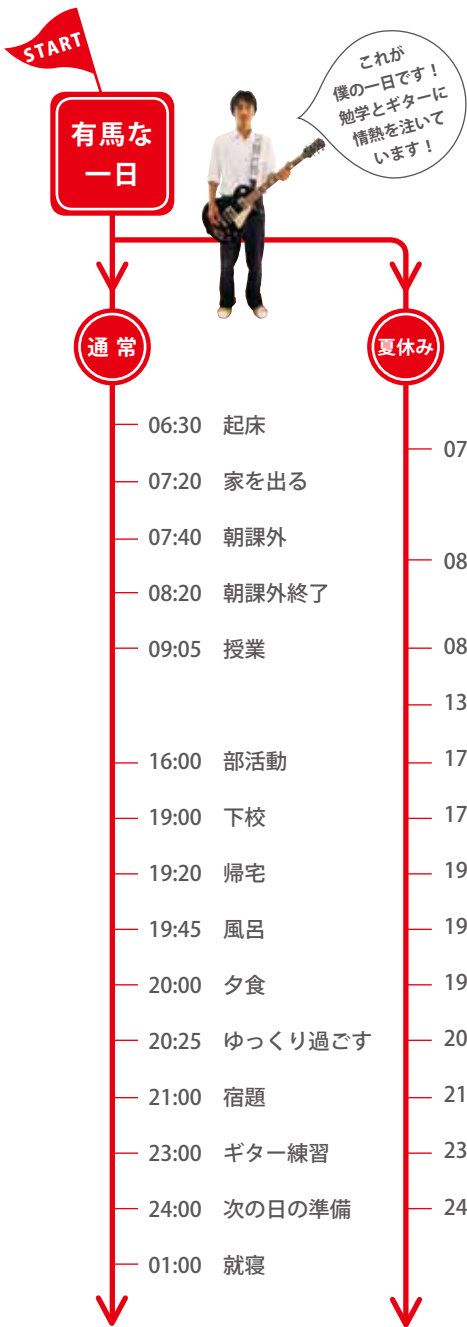 START
有馬な
一日
これが
僕の一日です！
勉学とギターに
情熱を注いで
います！
通常
夏休み
06:30 起床
07:20 家を出る
07:40 朝課外
08:20 朝課外終了
09:05 授業
16:00 部活動
19:00 下校
19:20 帰宅
19:45 風呂
20:00 夕食
20:25 ゆっくり過ごす
21:00 宿題
23:00 ギター練習
24:00 次の日の準備
01:00 就寝
07
08
08
13
17
17
19
19
19
20
21
23
24